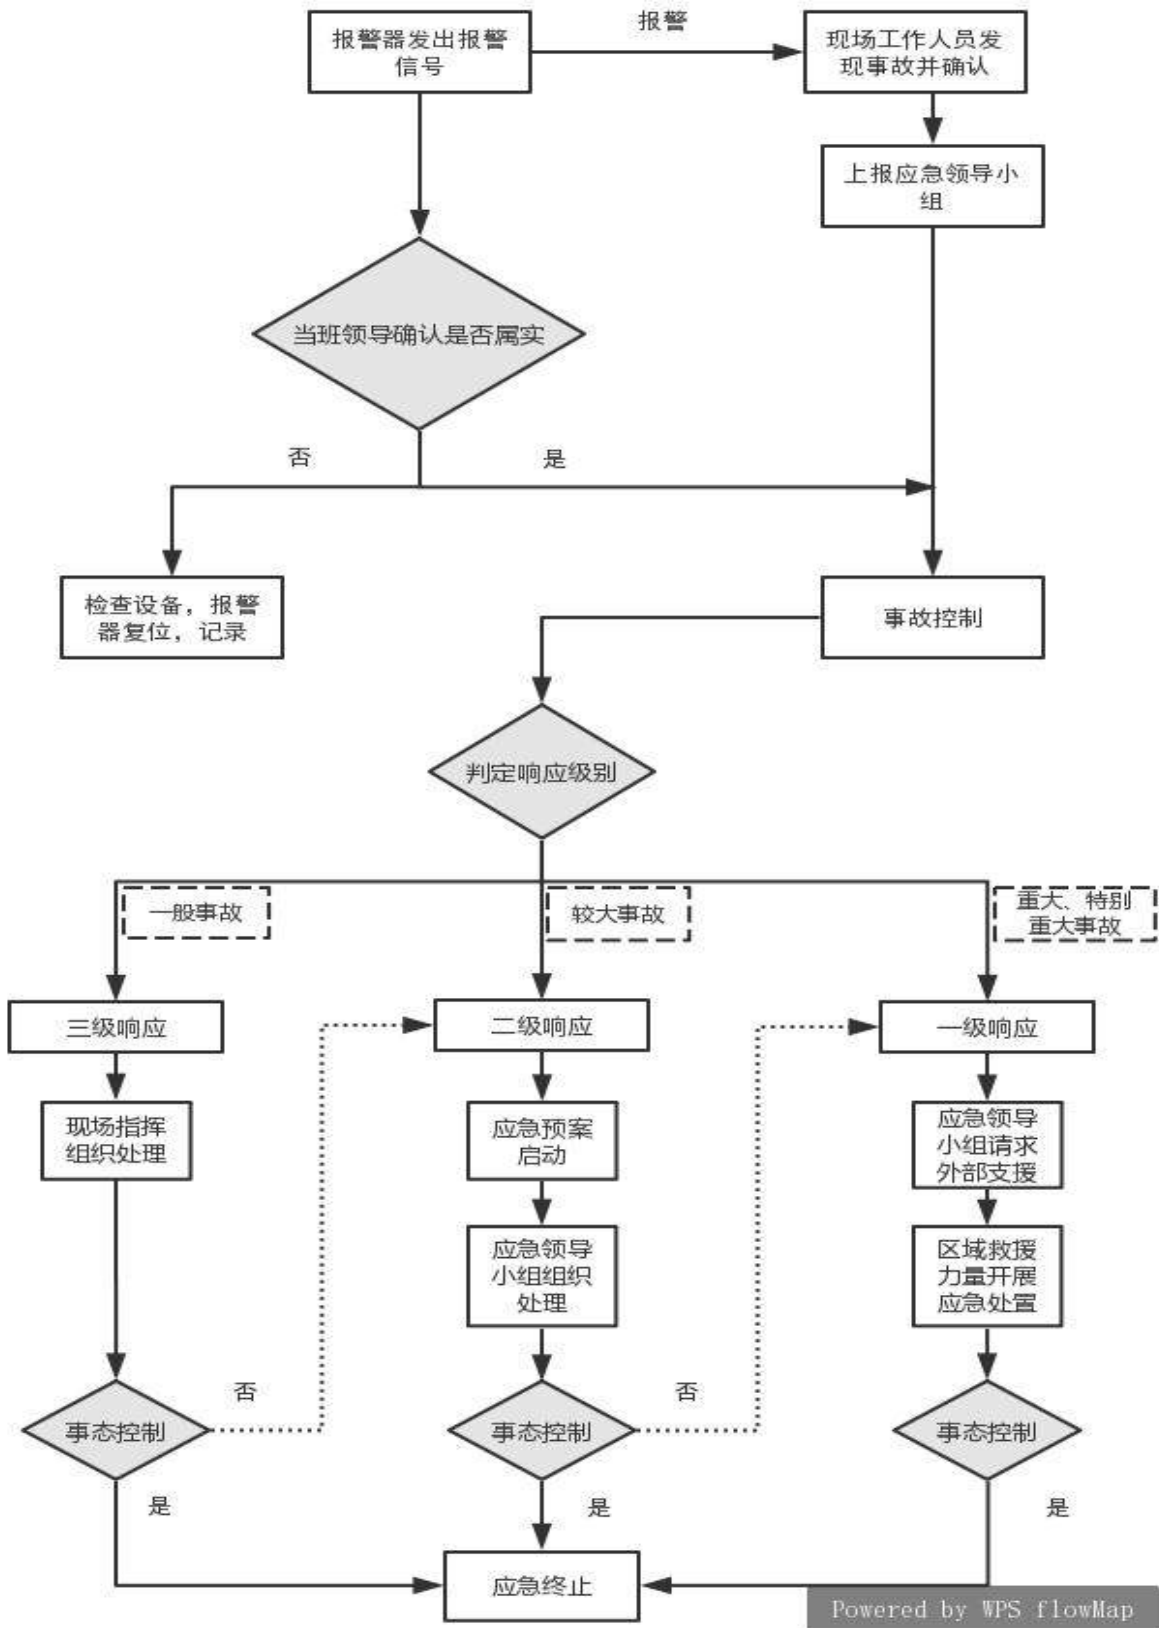 报警
报警器发出报警
信号
现场工作人员发
现事故并确认
上报应急领导小
组
当班领导确认是否属实
否
是
检查设备，报警
器复位，记录
事故控制
判定响应级别
一般事故
较大事故
重大、特别
重大事故
三级响应
二级响应
一级响应
现场指挥
组织处理
应急预案
启动
应急领导
小组请求
外部支援
应急领导
小组组织
处理
区域救援
力量开展
应急处置
否
否
事态控制
事态控制
事态控制
是
是
是
应急终止
Powered by WPS flowMap